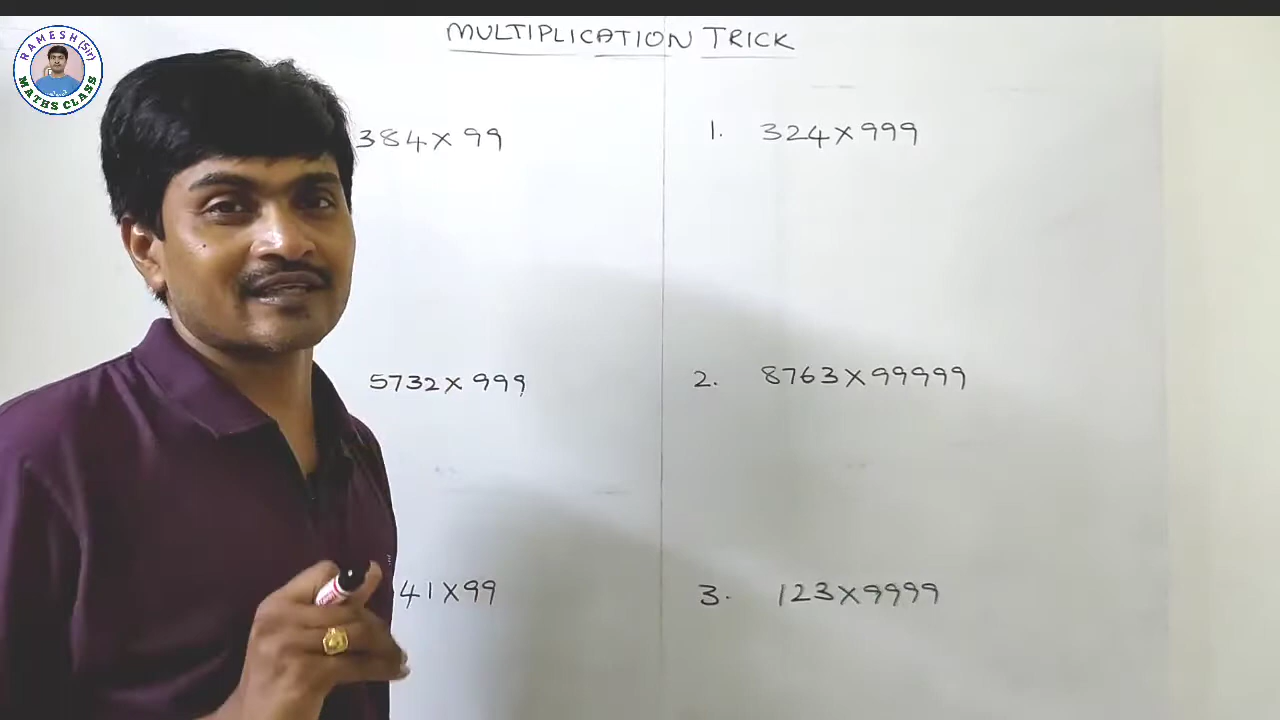 RAMESH (Sir)
MATHS CLASS
MULTIPLICATION TRICK
384 X 99
5732 X 999
41 X 99
1. 324 X 999
2. 8763 X 99999
3. 123 X 9999